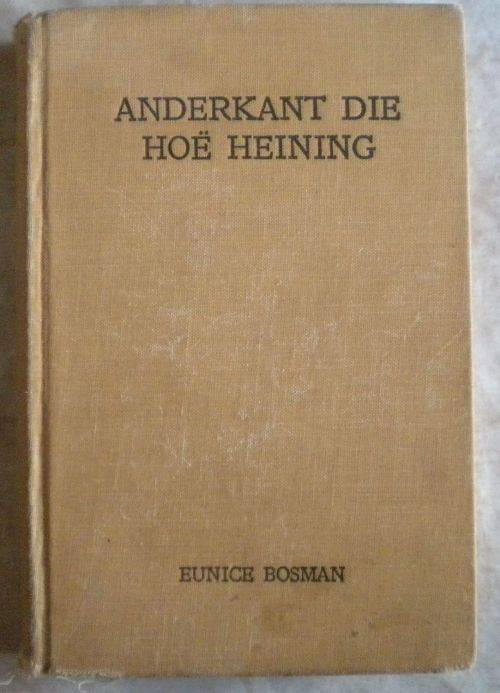 ANDERKANT DIE
HOË HEINING
EUNICE BOSMAN